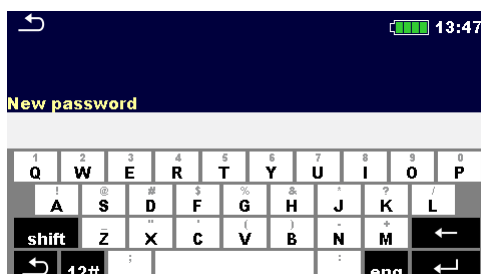 13:47
New password
1 2 3 4 5 6 7 8 9 0
Q W E R T Y U I O P
! @ # $ % & * ? /
A S D F G H J K L
_ " ' ( ) - +
shift Z X C V B N M
; :
12# eng